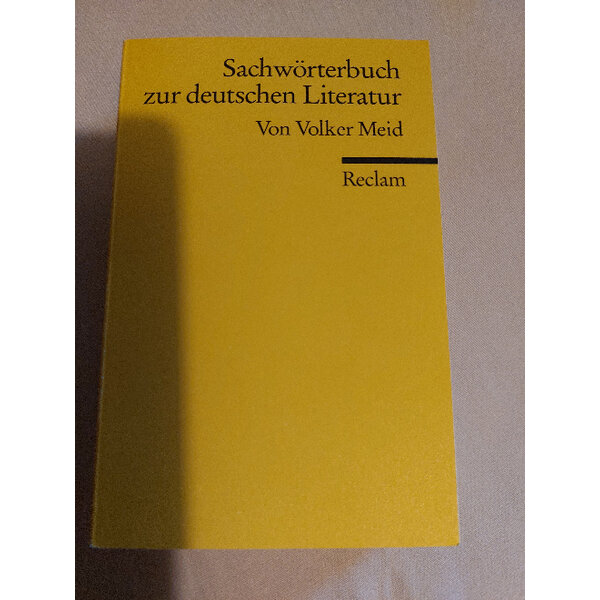 Sachwörterbuch
zur deutschen Literatur
Von Volker Meid
Reclam